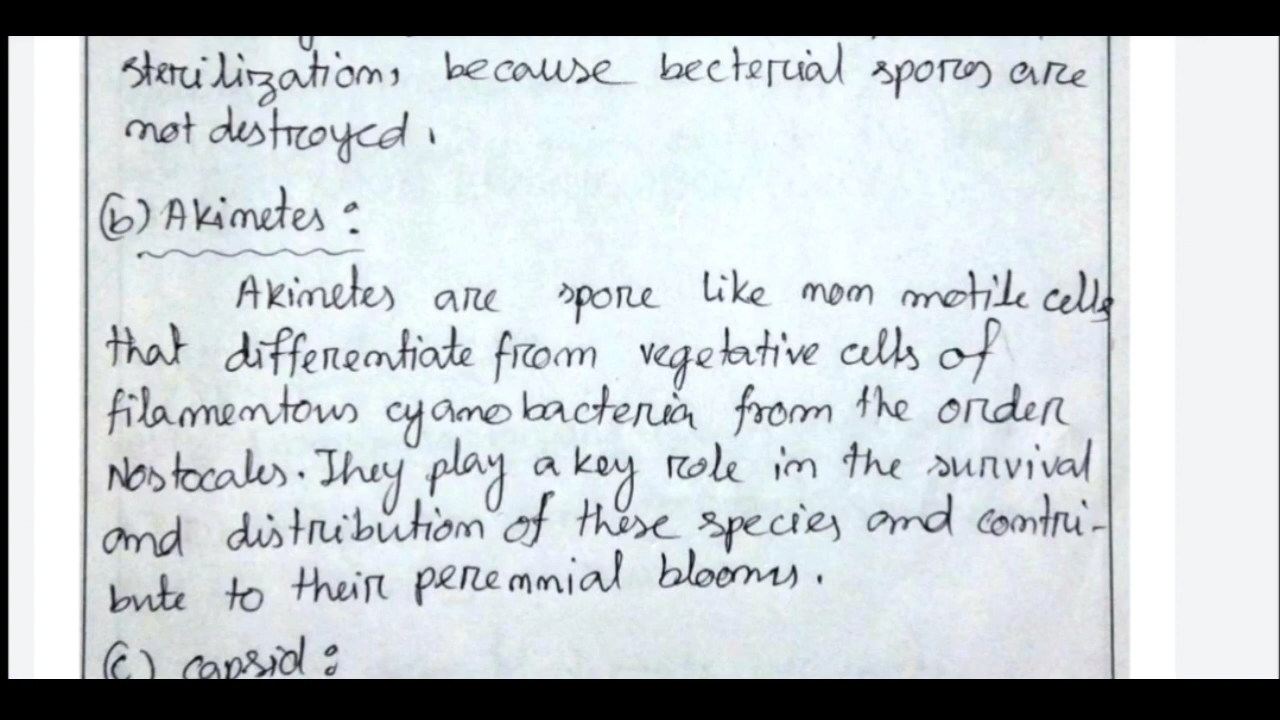 sterilization, because becterial spores are
not destroyed.
(b) Akinetes :
Akinetes are spore like non motile cells
that differentiate from vegetative cells of
filamentous cyanobacteria from the order
Nostocales. They play a key role in the survival
and distribution of these species and contri-
bute to their perennial blooms.
(c) capsid :